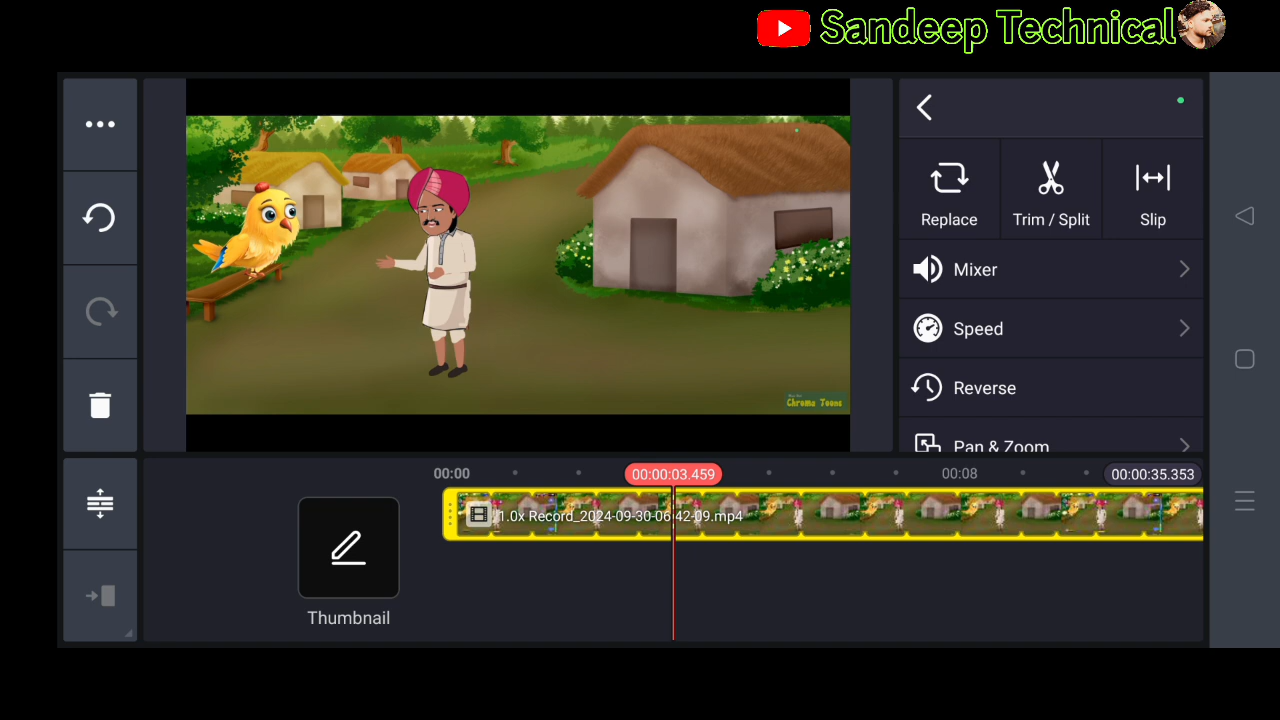 Sandeep Technical
Replace
Trim / Split
Slip
Mixer
Speed
Reverse
Pan & Zoom
Chroma Toons
00:00
00:00:03.459
00:08
00:00:35.353
1.0x Record_2024-09-30-06-42-09.mp4
Thumbnail